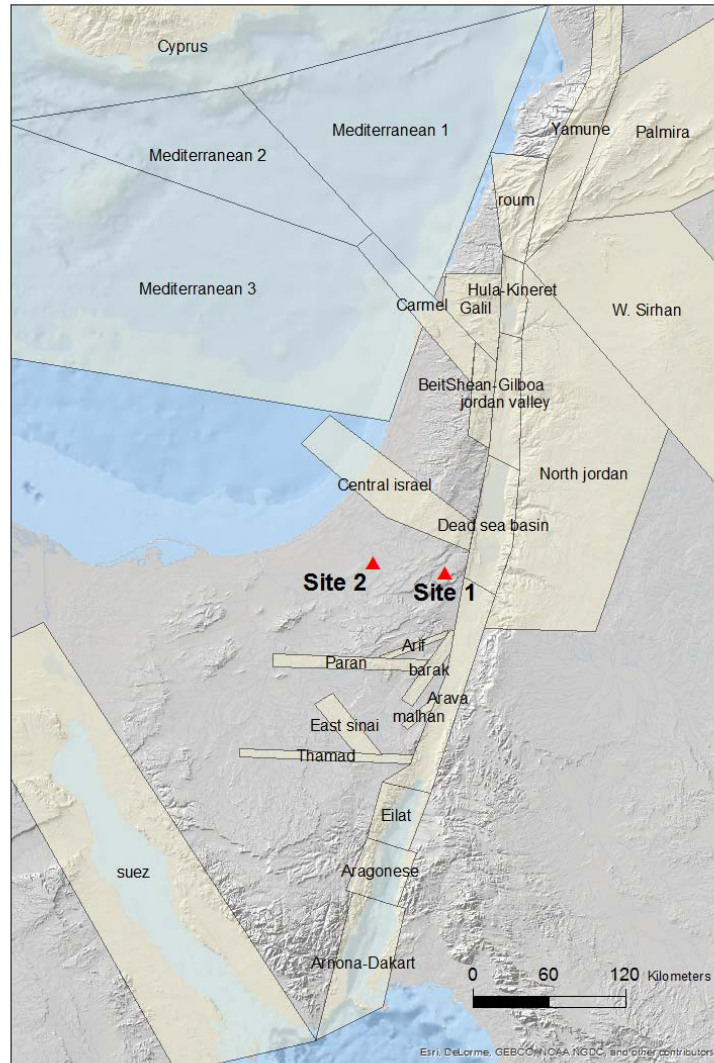 Cyprus
Mediterranean 1
Yamune
Palmira
Mediterranean 2
roum
Mediterranean 3
Hula-Kineret
Carmel
Galil
W. Sirhan
BeitShean-Gilboa
jordan valley
Central israel
North jordan
Dead sea basin
Site 2
Site 1
Arif
Paran
barak
Arava
malhan
East sinai
Thamad
Eilat
suez
Aragonese
Arnona-Dakart
0 60 120 Kilometers
Esri, DeLorme, GEBCO, NOAA NGDC, and other contributors